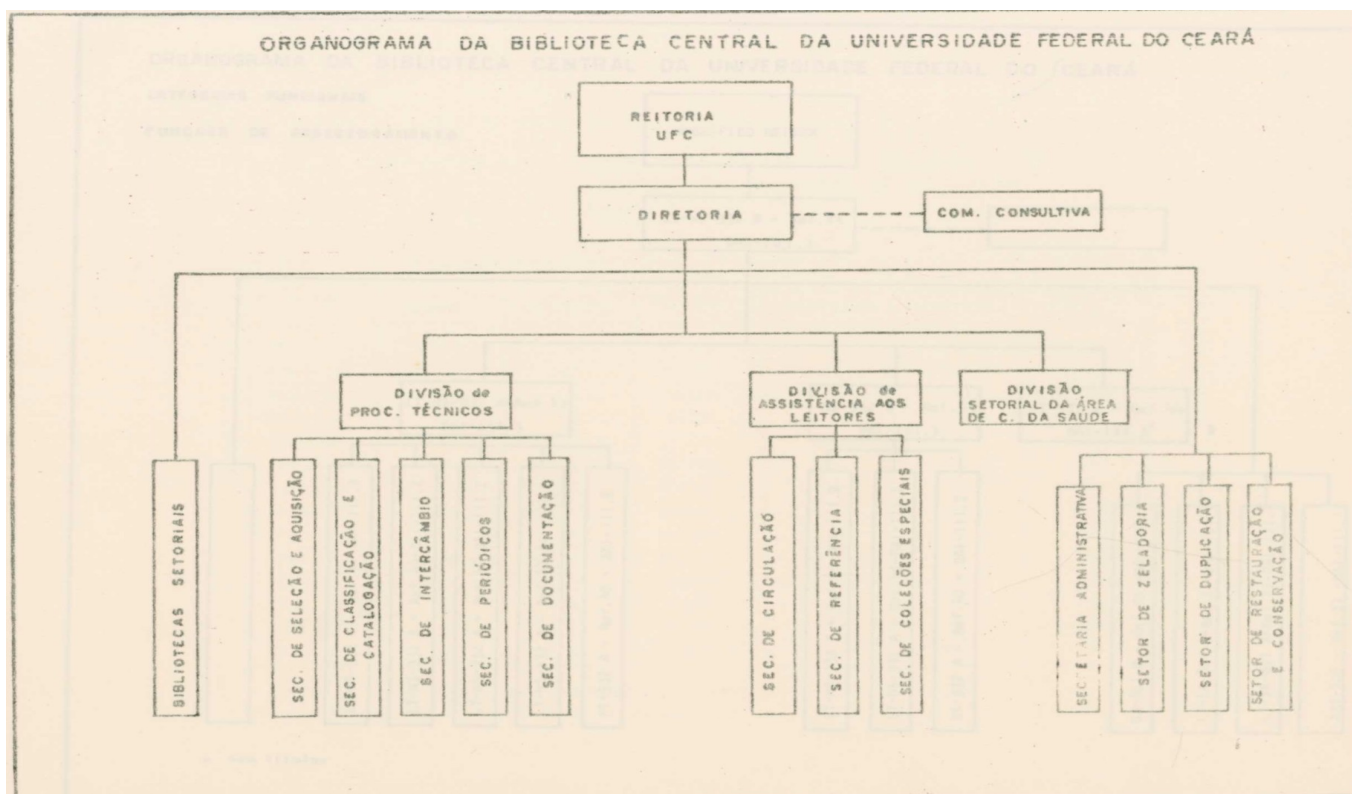 ORGANOGRAMA DA BIBLIOTECA CENTRAL DA UNIVERSIDADE FEDERAL DO CEARÁ
REITORIA
UFC
DIRETORIA
COM. CONSULTIVA
DIVISÃO de
PROC. TÉCNICOS
DIVISÃO de
ASSISTÊNCIA AOS
LEITORES
DIVISÃO
SETORIAL DA ÁREA
DE C. DA SAÚDE
BIBLIOTECAS SETORIAIS
SEC. DE SELEÇÃO E AQUISIÇÃO
SEC. DE CLASSIFICAÇÃO E
CATALOGAÇÃO
SEC. DE INTERCÂMBIO
SEC. DE PERIÓDICOS
SEC. DE DOCUMENTAÇÃO
SEC. DE CIRCULAÇÃO
SEC. DE REFERÊNCIA
SEC. DE COLEÇÕES ESPECIAIS
SECRETARIA ADMINISTRATIVA
SETOR DE ZELADORIA
SETOR DE DUPLICAÇÃO
SETOR DE RESTAURAÇÃO
E CONSERVAÇÃO